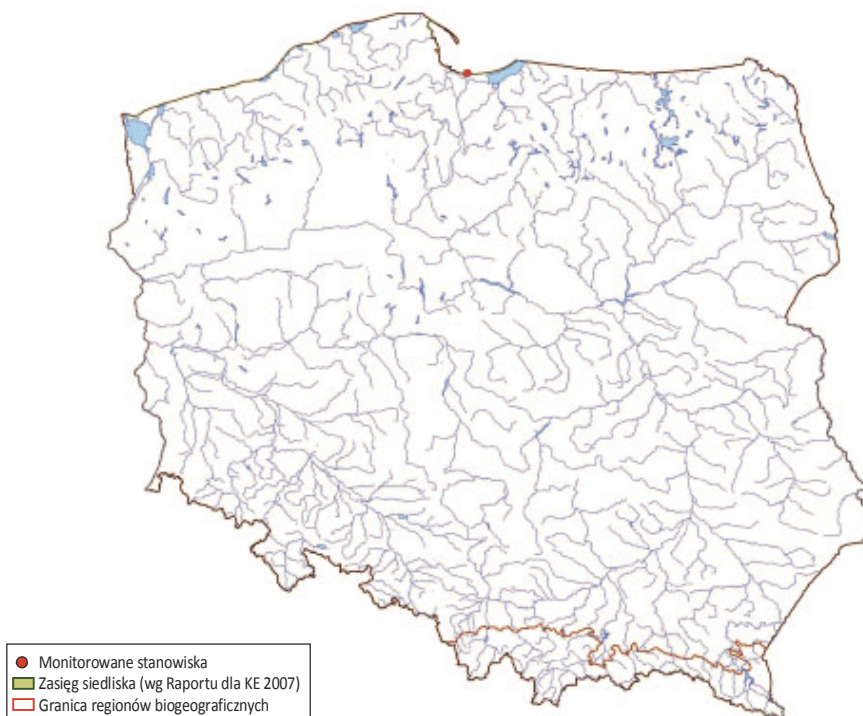 Monitorowane stanowiska
Zasięg siedliska (wg Raportu dla KE 2007)
Granica regionów biogeograficznych